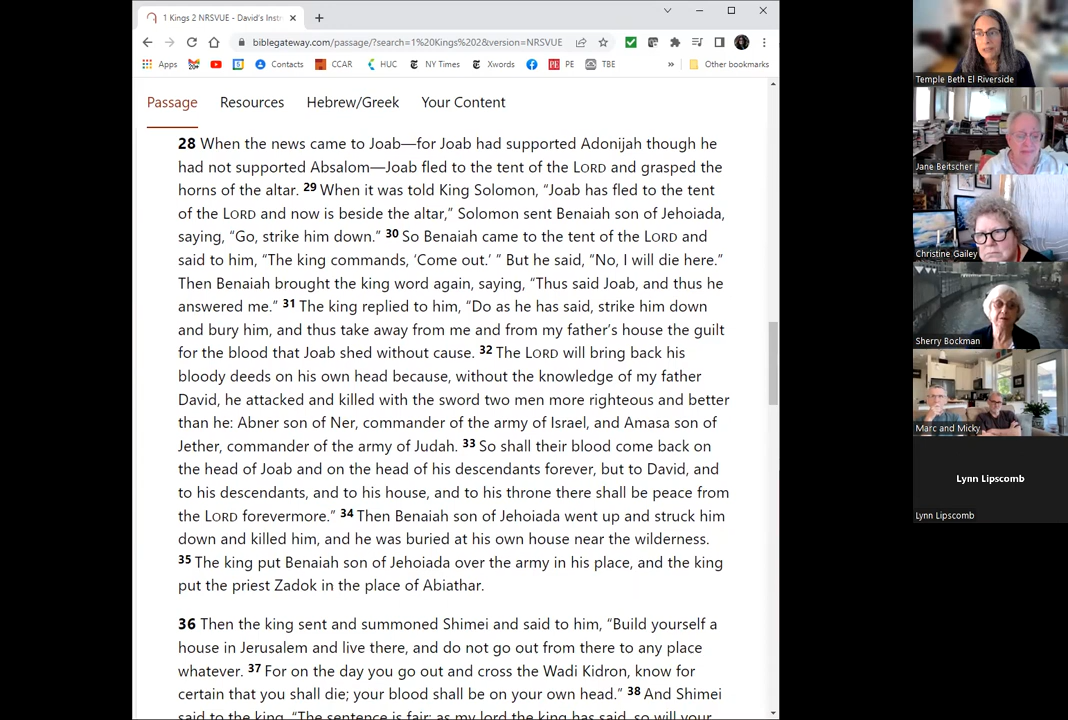 1 Kings 2 NRSVUE - David's Inst
biblegateway.com/passage/?search=1%20Kings%202&version=NRSVUE
Apps
Contacts
CCAR
HUC
NY Times
Xwords
PE
TBE
»
Other bookmarks
Passage
Resources
Hebrew/Greek
Your Content
28 When the news came to Joab—for Joab had supported Adonijah though he
had not supported Absalom—Joab fled to the tent of the LORD and grasped the
horns of the altar. 29 When it was told King Solomon, “Joab has fled to the tent
of the LORD and now is beside the altar,” Solomon sent Benaiah son of Jehoiada,
saying, “Go, strike him down.” 30 So Benaiah came to the tent of the LORD and
said to him, “The king commands, ‘Come out.’ ” But he said, “No, I will die here.”
Then Benaiah brought the king word again, saying, “Thus said Joab, and thus he
answered me.” 31 The king replied to him, “Do as he has said, strike him down
and bury him, and thus take away from me and from my father’s house the guilt
for the blood that Joab shed without cause. 32 The LORD will bring back his
bloody deeds on his own head because, without the knowledge of my father
David, he attacked and killed with the sword two men more righteous and better
than he: Abner son of Ner, commander of the army of Israel, and Amasa son of
Jether, commander of the army of Judah. 33 So shall their blood come back on
the head of Joab and on the head of his descendants forever, but to David, and
to his descendants, and to his house, and to his throne there shall be peace from
the LORD forevermore.” 34 Then Benaiah son of Jehoiada went up and struck him
down and killed him, and he was buried at his own house near the wilderness.
35 The king put Benaiah son of Jehoiada over the army in his place, and the king
put the priest Zadok in the place of Abiathar.
36 Then the king sent and summoned Shimei and said to him, “Build yourself a
house in Jerusalem and live there, and do not go out from there to any place
whatever. 37 For on the day you go out and cross the Wadi Kidron, know for
certain that you shall die; your blood shall be on your own head.” 38 And Shimei
said to the king, “The sentence is fair; as my lord the king has said, so will your
Temple Beth El Riverside
Jane Beitscher
Christine Gailey
Sherry Bockman
Marc and Micky
Lynn Lipscomb
Lynn Lipscomb